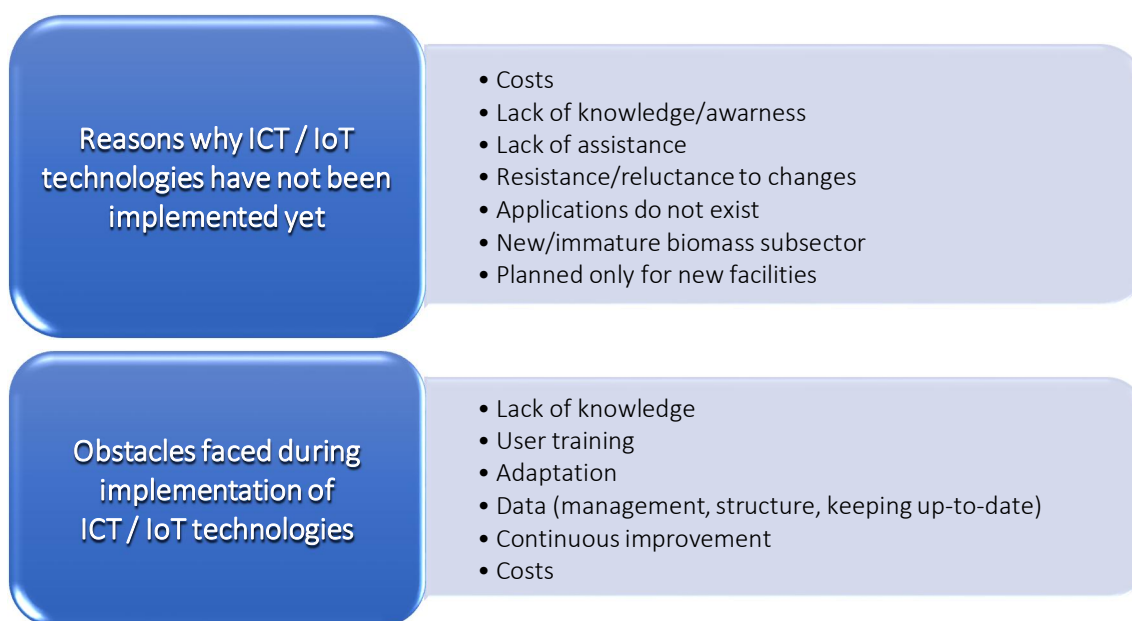 Reasons why ICT / IoT
technologies have not been
implemented yet
• Costs
• Lack of knowledge/awarness
• Lack of assistance
• Resistance/reluctance to changes
• Applications do not exist
• New/immature biomass subsector
• Planned only for new facilities
Obstacles faced during
implementation of
ICT / IoT technologies
• Lack of knowledge
• User training
• Adaptation
• Data (management, structure, keeping up-to-date)
• Continuous improvement
• Costs